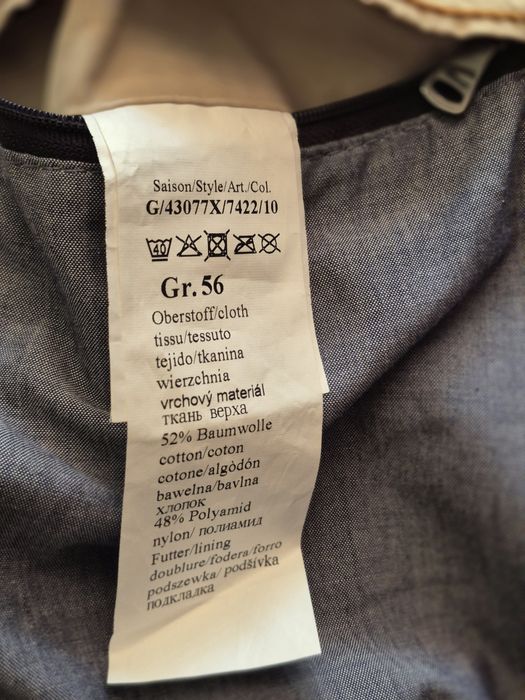 Saison/Style/Art./Col.
G/43077X/7422/10
40
Gr. 56
Oberstoff/cloth
tissu/tessuto
tejido/tkanina
wierzchnia
vrchový materiál
ткань верха
52% Baumwolle
cotton/coton
cotone/algòdón
bawelna/bavlna
хлопок
48% Polyamid
nylon/ полиамид
Futter/lining
doublure/fodera/forro
podszewka/ podšívka
подкладка